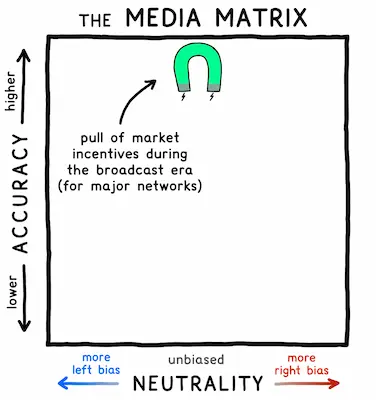 THE MEDIA MATRIX
higher
ACCURACY
lower
pull of market
incentives during
the broadcast era
(for major networks)
more
left bias
unbiased
more
right bias
NEUTRALITY